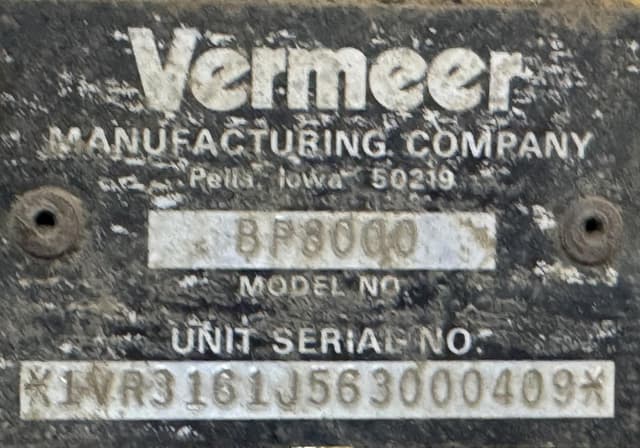 Vermeer
MANUFACTURING COMPANY
Pella, Iowa 50219
BP8000
MODEL NO.
UNIT SERIAL NO.
*1VR3161J563000409*